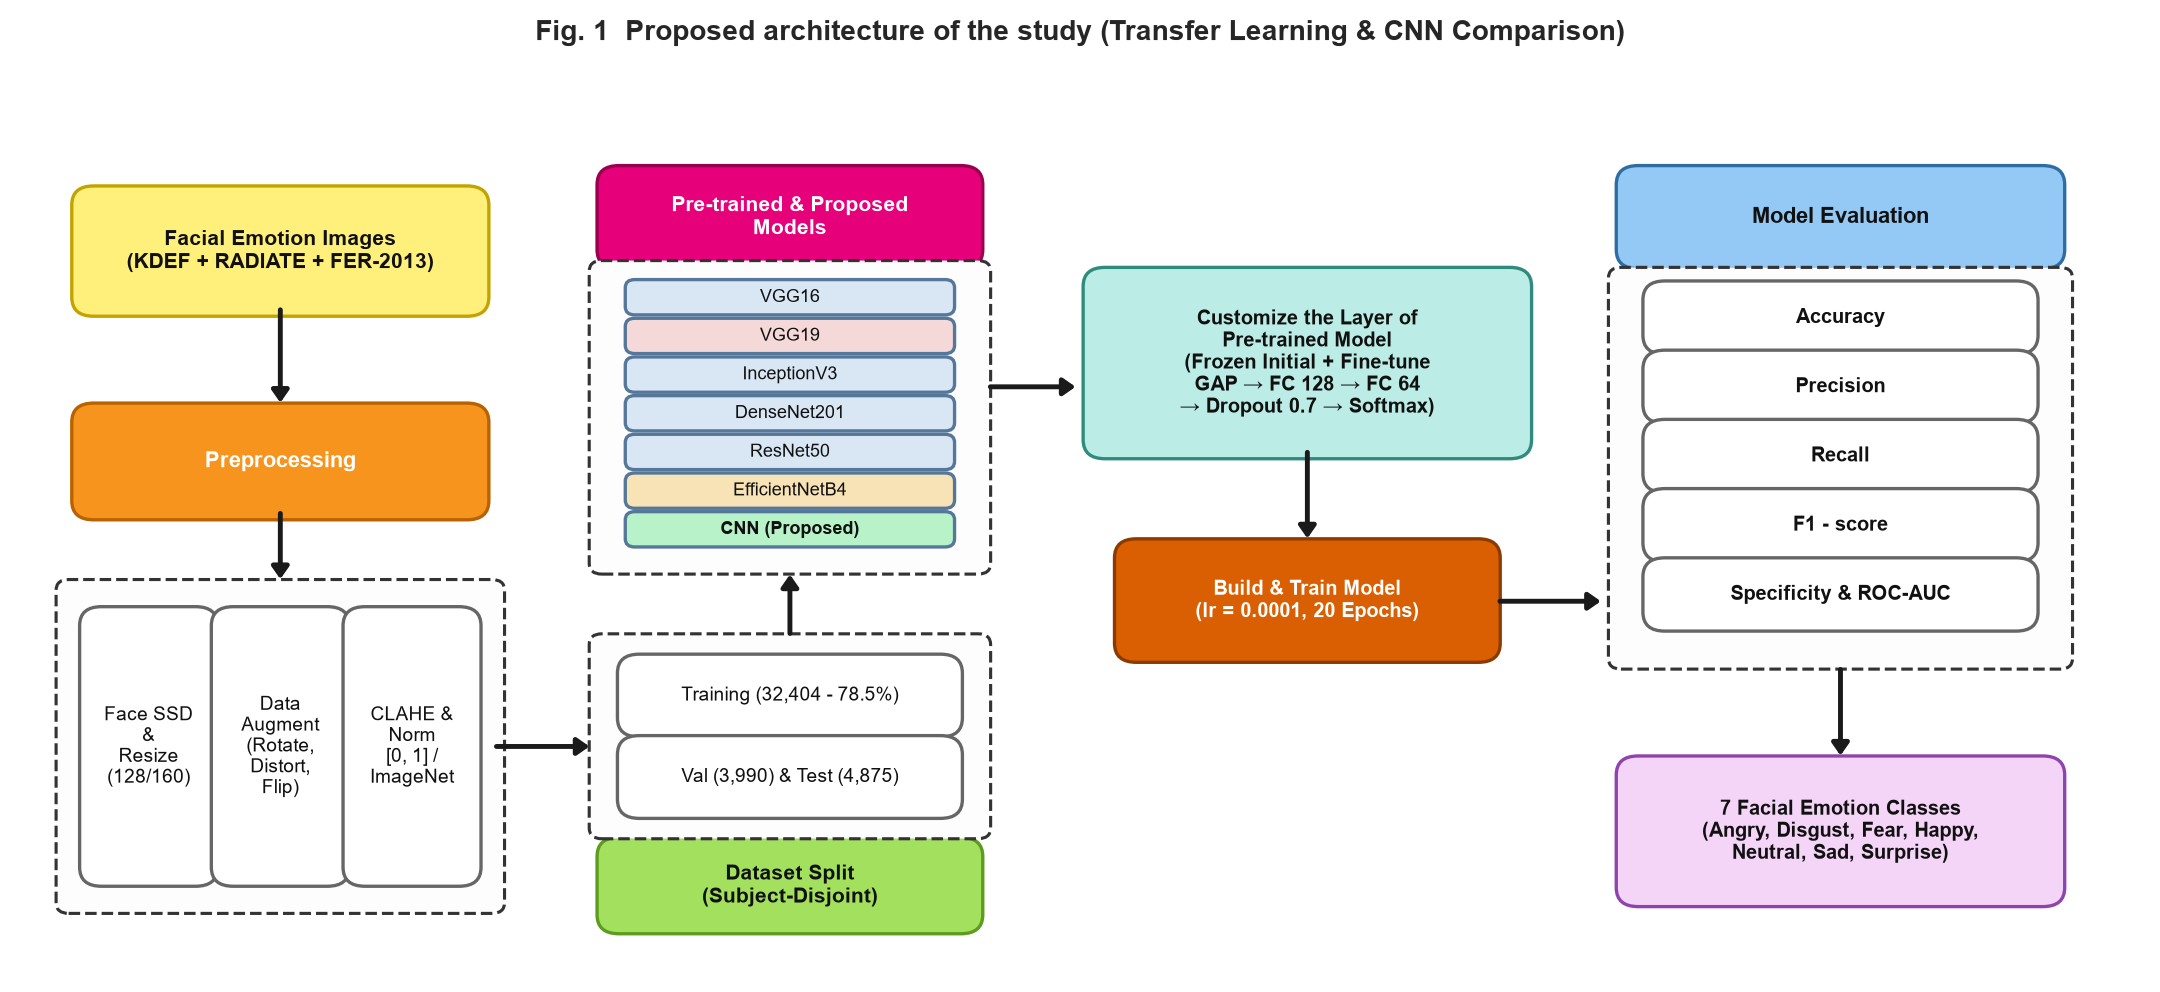 Fig. 1  Proposed architecture of the study (Transfer Learning & CNN Comparison)
Facial Emotion Images
(KDEF + RADIATE + FER-2013)
Preprocessing
Face SSD
&
Resize
(128/160)
Data
Augment
(Rotate,
Distort,
Flip)
CLAHE &
Norm
[0, 1] /
ImageNet
Pre-trained & Proposed
Models
VGG16
VGG19
InceptionV3
DenseNet201
ResNet50
EfficientNetB4
CNN (Proposed)
Training (32,404 - 78.5%)
Val (3,990) & Test (4,875)
Dataset Split
(Subject-Disjoint)
Customize the Layer of
Pre-trained Model
(Frozen Initial + Fine-tune
GAP → FC 128 → FC 64
→ Dropout 0.7 → Softmax)
Build & Train Model
(lr = 0.0001, 20 Epochs)
Model Evaluation
Accuracy
Precision
Recall
F1 - score
Specificity & ROC-AUC
7 Facial Emotion Classes
(Angry, Disgust, Fear, Happy,
Neutral, Sad, Surprise)